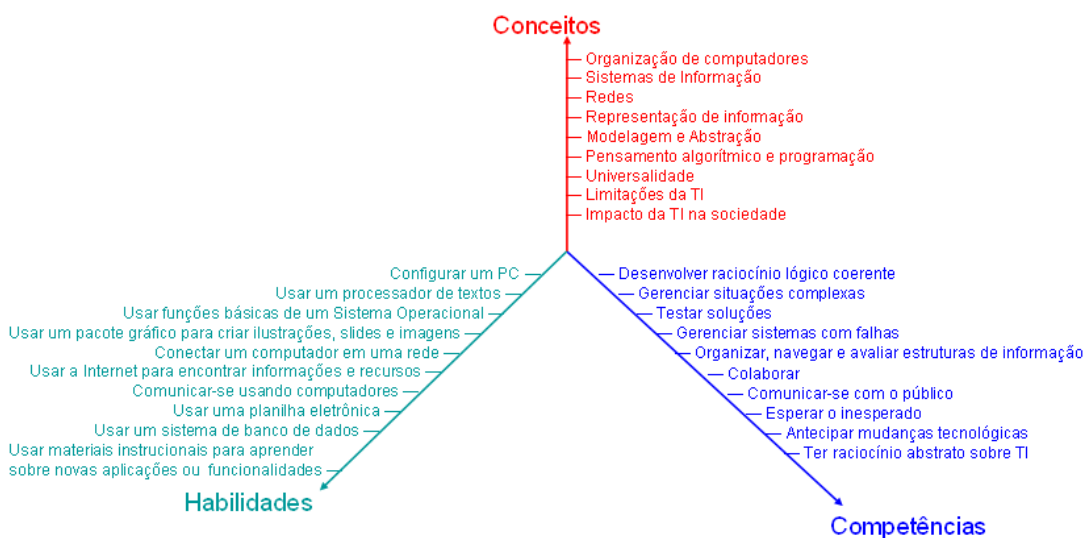 Conceitos
Organização de computadores
Sistemas de Informação
Redes
Representação de informação
Modelagem e Abstração
Pensamento algorítmico e programação
Universalidade
Limitações da TI
Impacto da TI na sociedade
Configurar um PC
Usar um processador de textos
Usar funções básicas de um Sistema Operacional
Usar um pacote gráfico para criar ilustrações, slides e imagens
Conectar um computador em uma rede
Usar a Internet para encontrar informações e recursos
Comunicar-se usando computadores
Usar uma planilha eletrônica
Usar um sistema de banco de dados
Usar materiais instrucionais para aprender
sobre novas aplicações ou funcionalidades
Habilidades
Desenvolver raciocínio lógico coerente
Gerenciar situações complexas
Testar soluções
Gerenciar sistemas com falhas
Organizar, navegar e avaliar estruturas de informação
Colaborar
Comunicar-se com o público
Esperar o inesperado
Antecipar mudanças tecnológicas
Ter raciocínio abstrato sobre TI
Competências